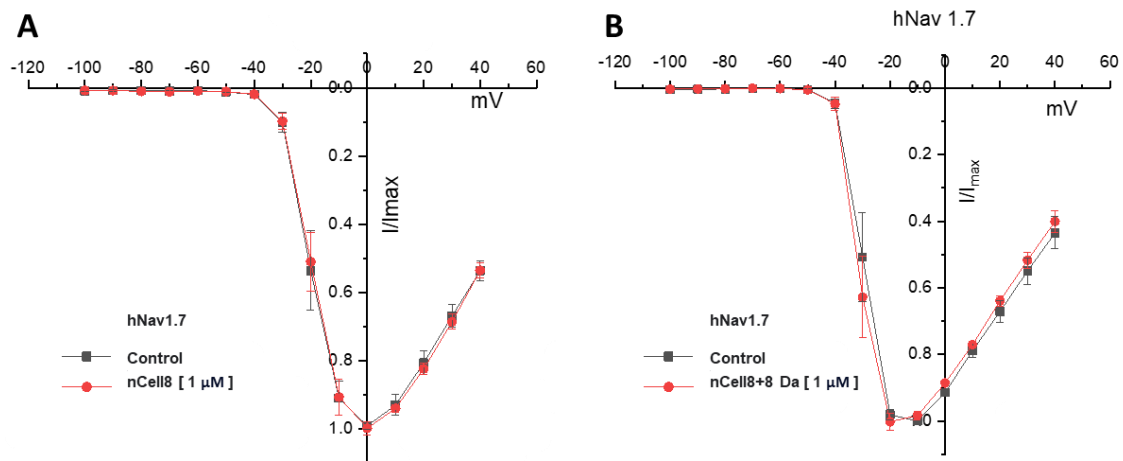 A
-120 -100 -80 -60 -40 -20 0 20 40 60
mV
0.0
0.2
0.4
0.6
0.8
1.0
I/Imax
hNav1.7
Control
nCell8 [ 1 μM ]
B
hNav 1.7
-120 -100 -80 -60 -40 -20 0 20 40 60
mV
0.0
0.2
0.4
0.6
0.8
I/Imax
hNav1.7
Control
nCell8+8 Da [ 1 μM ]